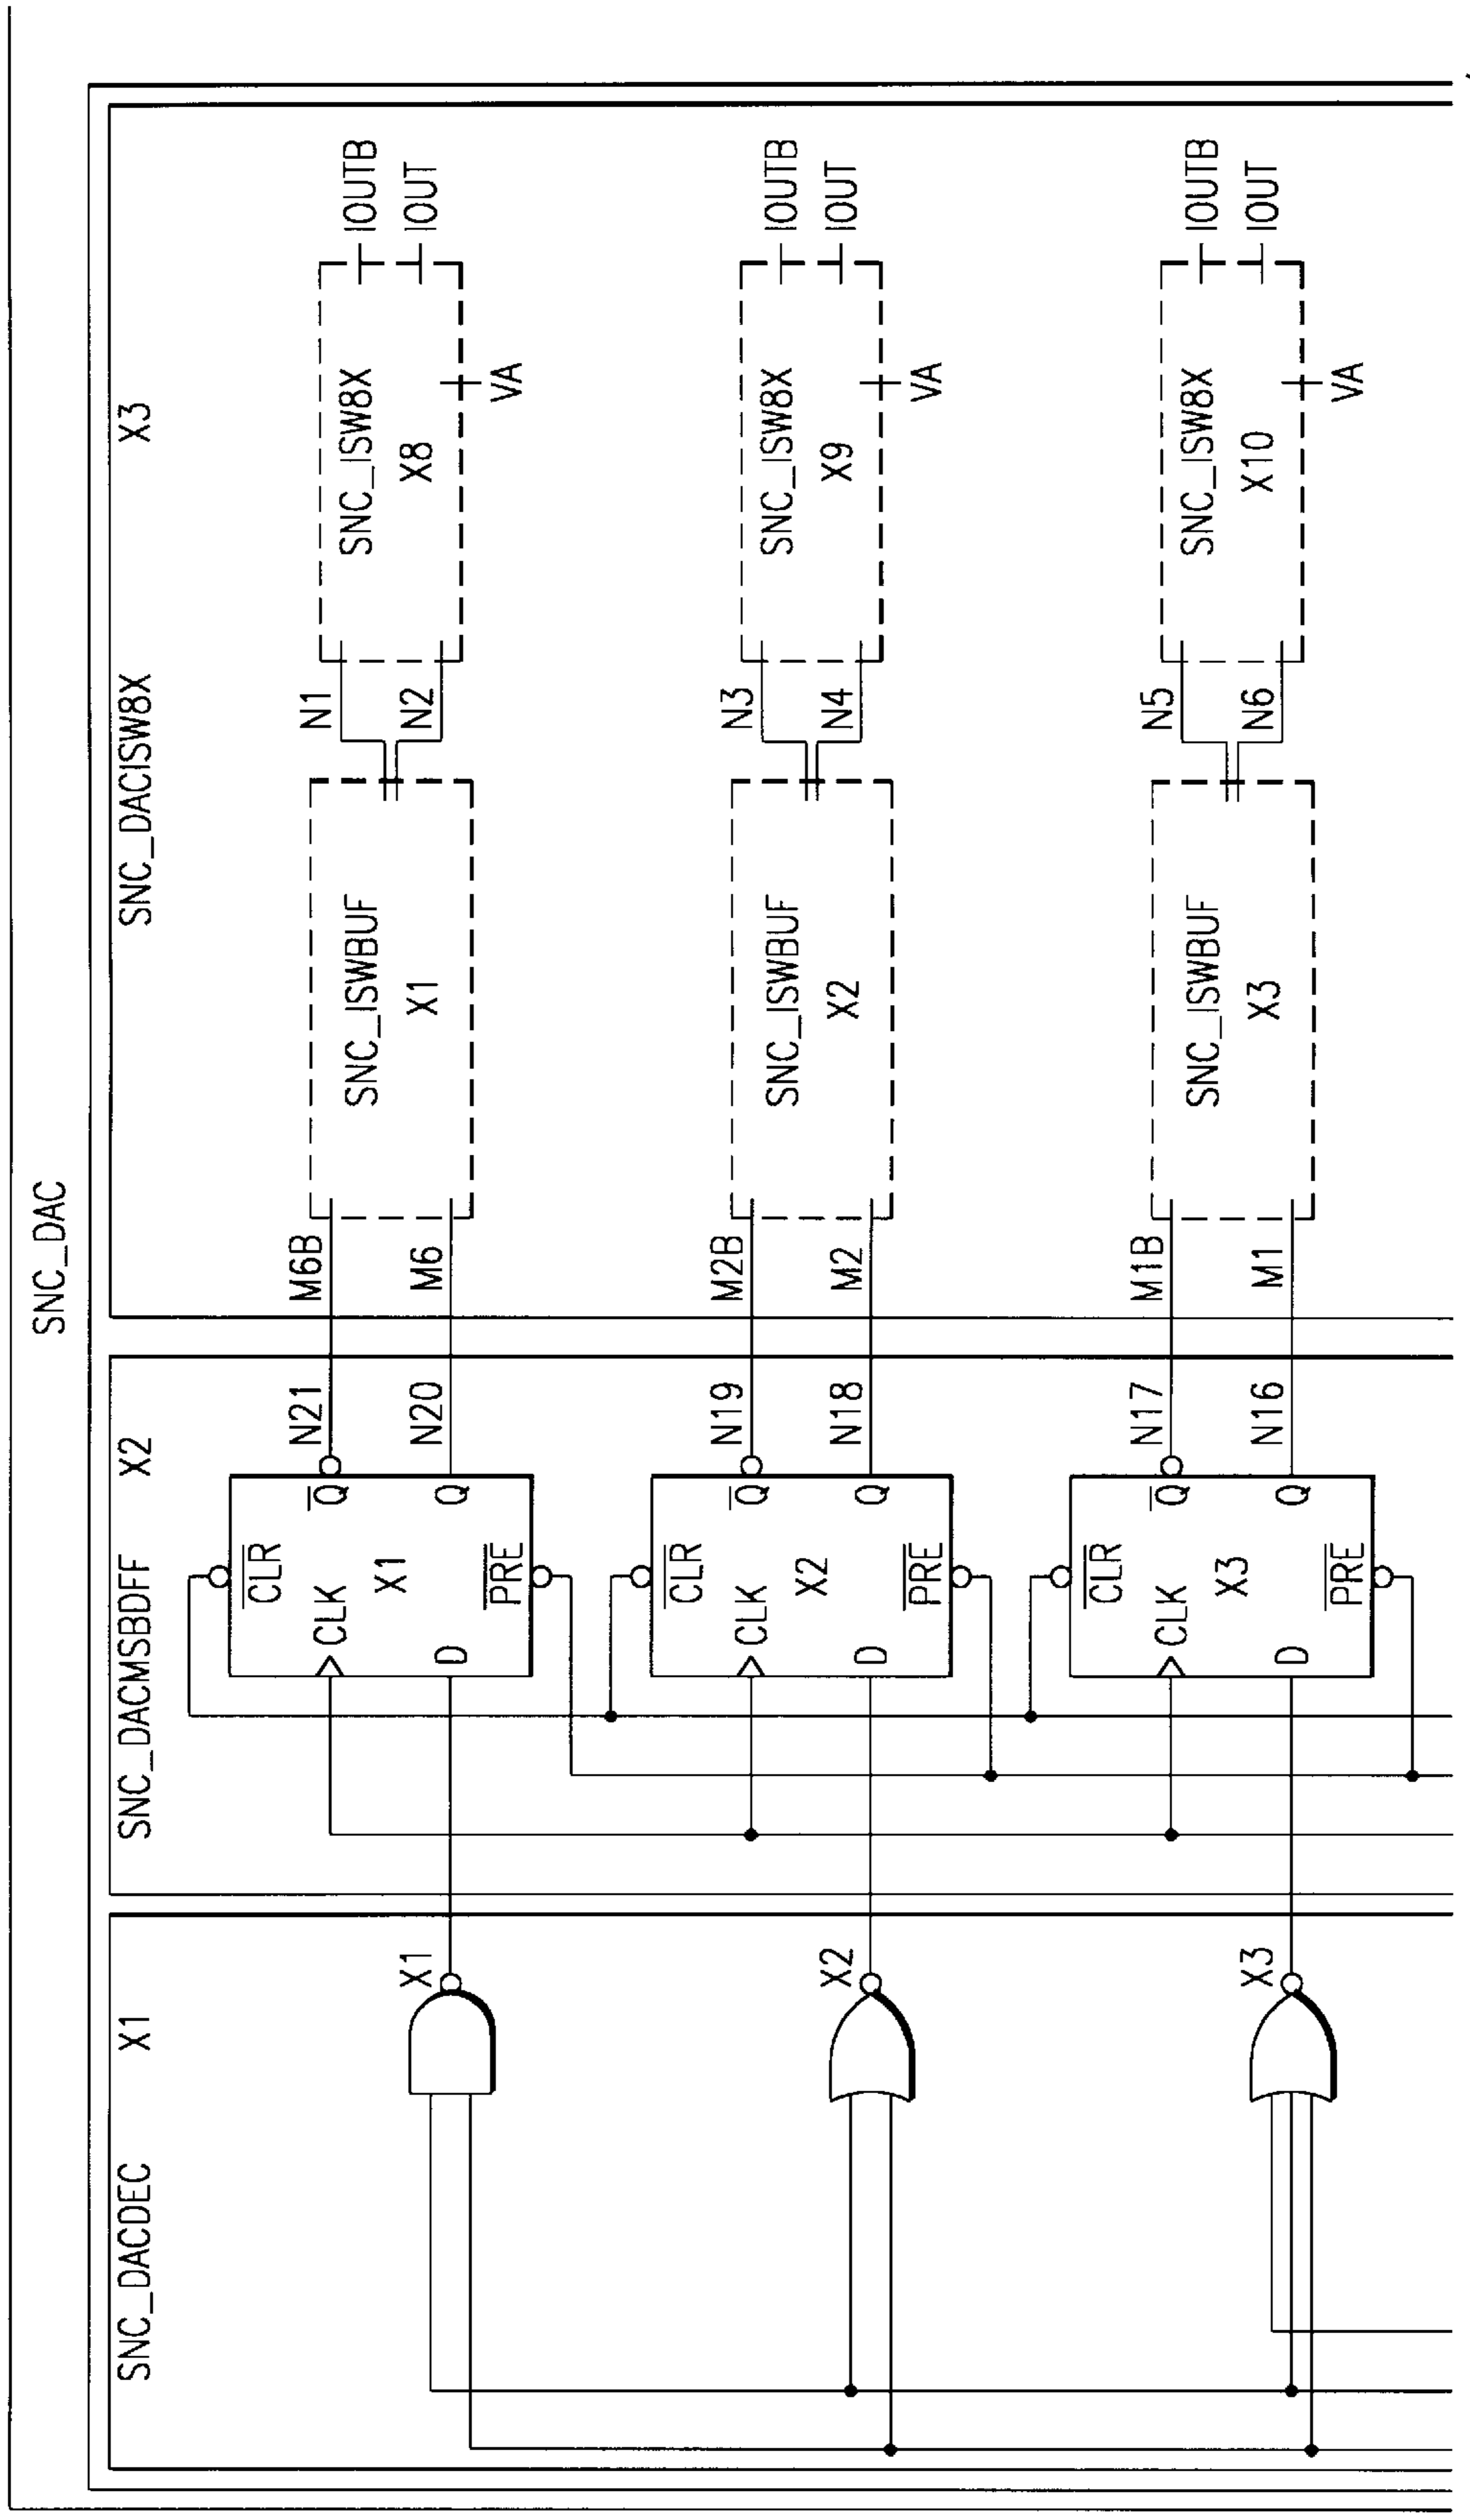 SNC_DAC
SNC_DACDEC X1
SNC_DACMSBDFF X2
SNC_DACISW8X X3
X1
CLR
CLK
Q
X1
D
Q
PRE
N21
N20
M6B
M6
SNC_ISWBUF
X1
N1
N2
SNC_ISW8X
X8
IOUTB
IOUT
VA
X2
CLR
CLK
Q
X2
D
Q
PRE
N19
N18
M2B
M2
SNC_ISWBUF
X2
N3
N4
SNC_ISW8X
X9
IOUTB
IOUT
VA
X3
CLR
CLK
Q
X3
D
Q
PRE
N17
N16
M1B
M1
SNC_ISWBUF
X3
N5
N6
SNC_ISW8X
X10
IOUTB
IOUT
VA